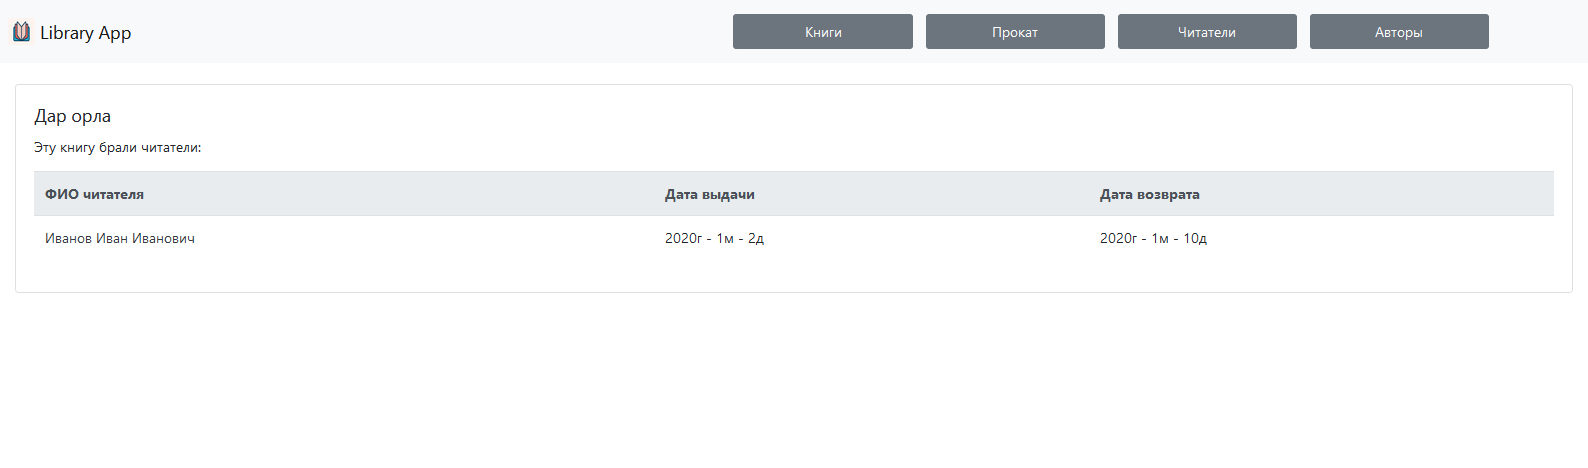 Library App Книги Прокат Читатели Авторы
Дар орла
Эту книгу брали читатели:
ФИО читателя Дата выдачи Дата возврата
Иванов Иван Иванович 2020г - 1м - 2д 2020г - 1м - 10д